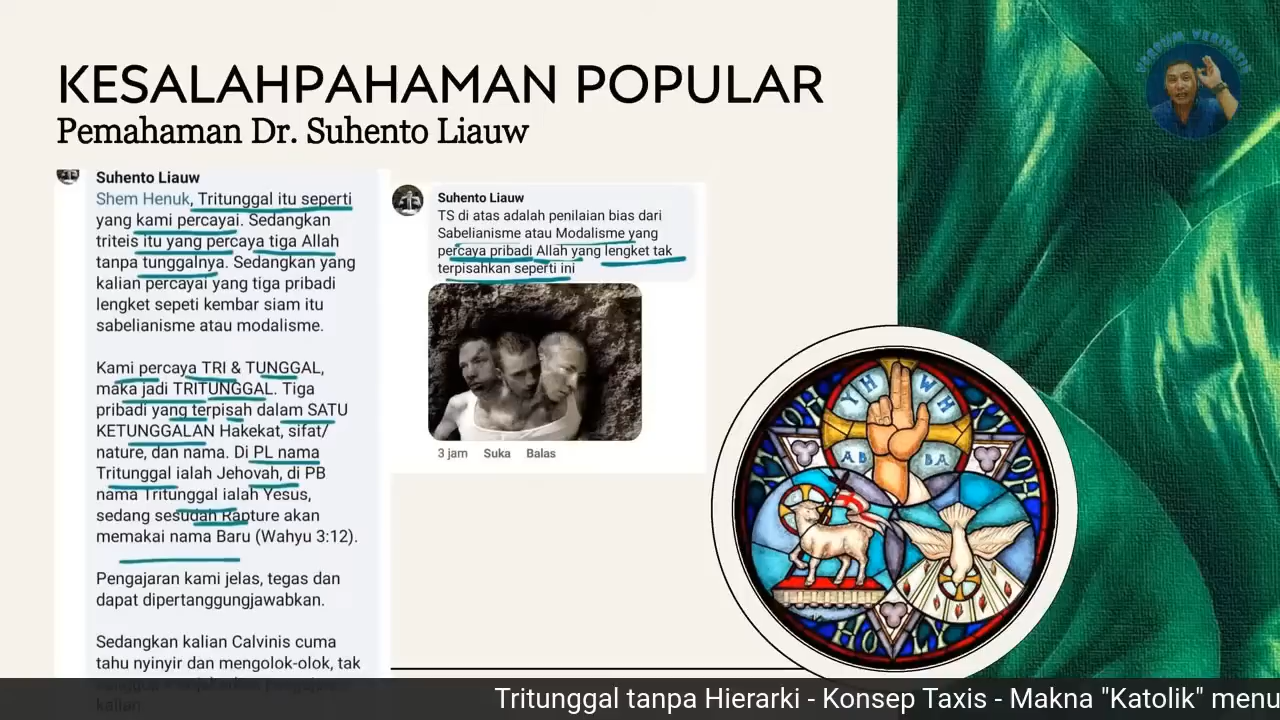 KESALAHPAHAMAN POPULAR
Pemahaman Dr. Suhento Liauw
Suhento Liauw
Shem Henuk, Tritunggal itu seperti
yang kami percayai. Sedangkan
triteis itu yang percaya tiga Allah
tanpa tunggalnya. Sedangkan yang
kalian percayai yang tiga pribadi
lengket sepeti kembar siam itu
sabelianisme atau modalisme.
Kami percaya TRI & TUNGGAL,
maka jadi TRITUNGGAL. Tiga
pribadi yang terpisah dalam SATU
KETUNGGALAN Hakekat, sifat/
nature, dan nama. Di PL nama
Tritunggal ialah Jehovah, di PB
nama Tritunggal ialah Yesus,
sedang sesudah Rapture akan
memakai nama Baru (Wahyu 3:12).
Pengajaran kami jelas, tegas dan
dapat dipertanggungjawabkan.
Sedangkan kalian Calvinis cuma
tahu nyinyir dan mengolok-olok, tak
kalian
Suhento Liauw
TS di atas adalah penilaian bias dari
Sabelianisme atau Modalisme yang
percaya pribadi Allah yang lengket tak
terpisahkan seperti ini
3 jam Suka Balas
VERBUM VERITATIS
YH WH
AB BA
Tritunggal tanpa Hierarki - Konsep Taxis - Makna "Katolik" menu